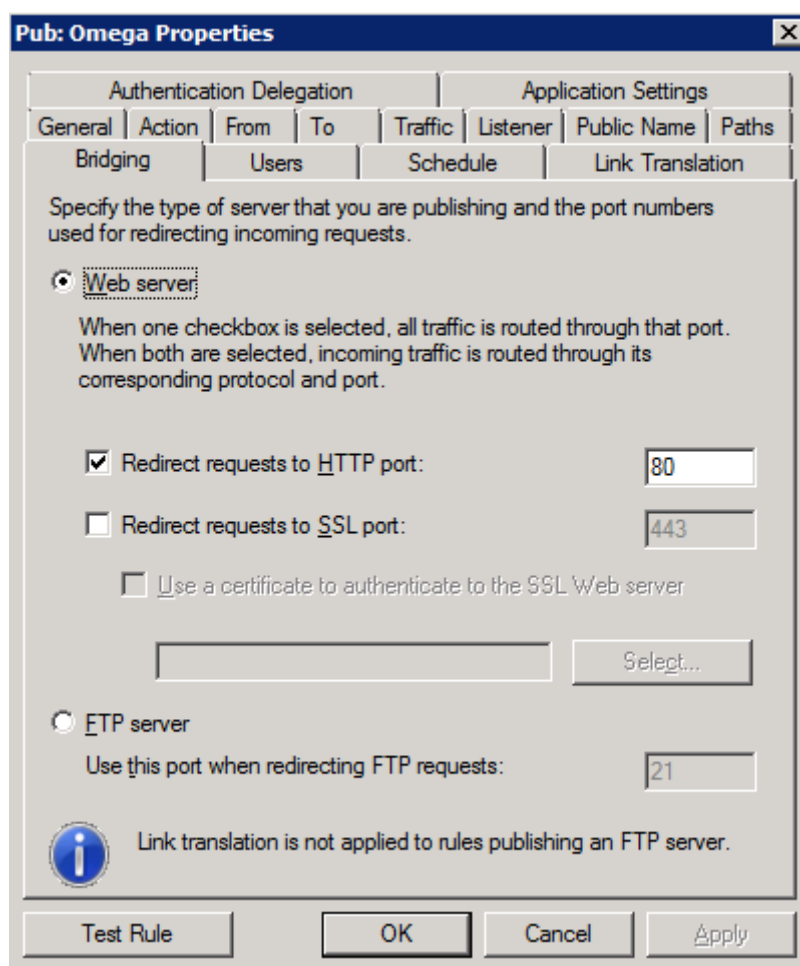 Pub: Omega Properties
Authentication Delegation Application Settings
General Action From To Traffic Listener Public Name Paths
Bridging Users Schedule Link Translation
Specify the type of server that you are publishing and the port numbers
used for redirecting incoming requests.
Web server
When one checkbox is selected, all traffic is routed through that port.
When both are selected, incoming traffic is routed through its
corresponding protocol and port.
Redirect requests to HTTP port: 80
Redirect requests to SSL port: 443
Use a certificate to authenticate to the SSL Web server
Select...
FTP server
Use this port when redirecting FTP requests: 21
Link translation is not applied to rules publishing an FTP server.
Test Rule OK Cancel Apply